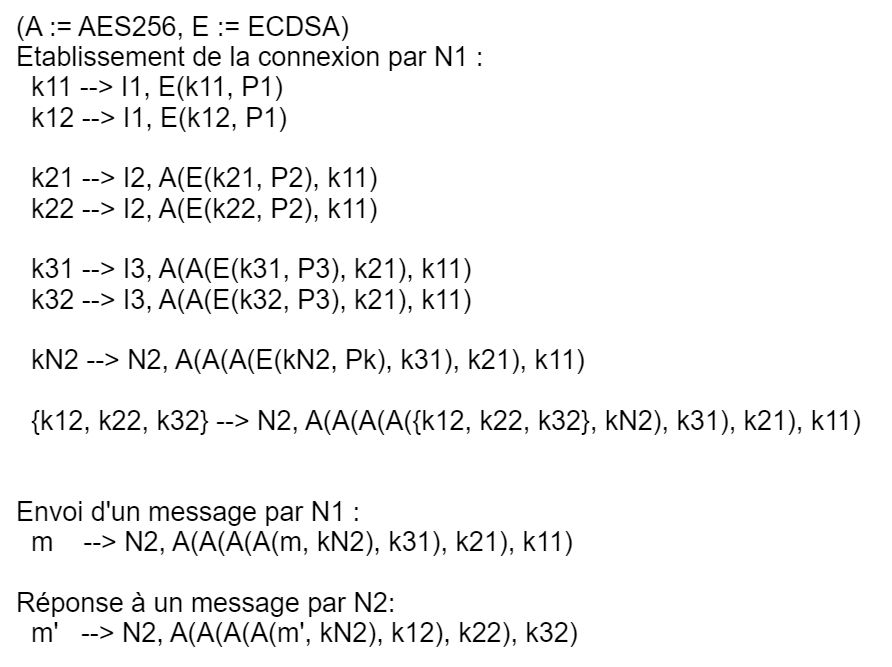 (A := AES256, E := ECDSA)
Etablissement de la connexion par N1 :
k11 --> I1, E(k11, P1)
k12 --> I1, E(k12, P1)
k21 --> I2, A(E(k21, P2), k11)
k22 --> I2, A(E(k22, P2), k11)
k31 --> I3, A(A(E(k31, P3), k21), k11)
k32 --> I3, A(A(E(k32, P3), k21), k11)
kN2 --> N2, A(A(A(E(kN2, Pk), k31), k21), k11)
{k12, k22, k32} --> N2, A(A(A(A({k12, k22, k32}, kN2), k31), k21), k11)
Envoi d'un message par N1 :
m --> N2, A(A(A(A(m, kN2), k31), k21), k11)
Réponse à un message par N2:
m' --> N2, A(A(A(A(m', kN2), k12), k22), k32)